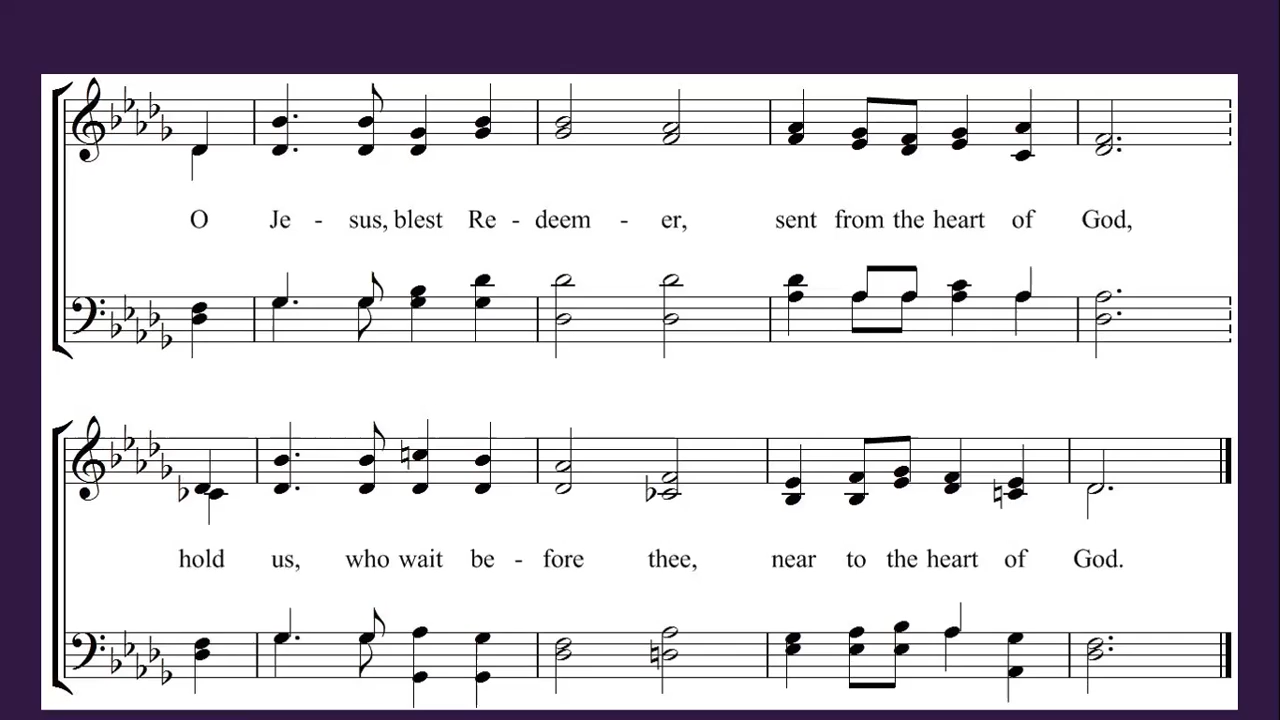 O Je - sus, blest Re - deem - er, sent from the heart of God,
hold us, who wait be - fore thee, near to the heart of God.